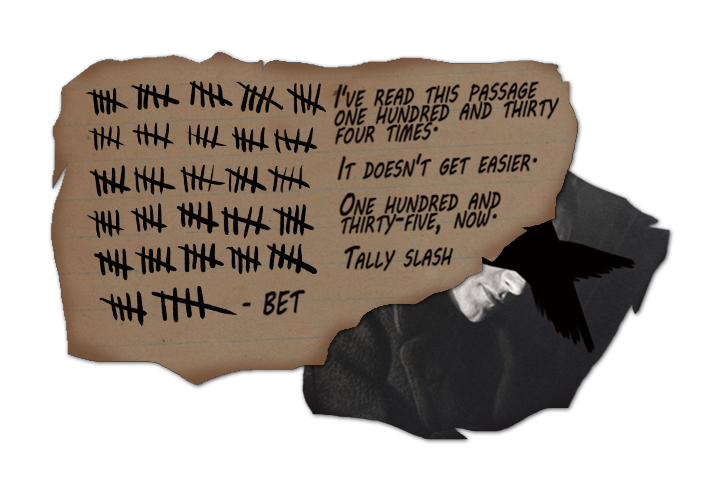 I'VE READ THIS PASSAGE
ONE HUNDRED AND THIRTY
FOUR TIMES.
IT DOESN'T GET EASIER.
ONE HUNDRED AND
THIRTY-FIVE, NOW.
TALLY SLASH
- BET